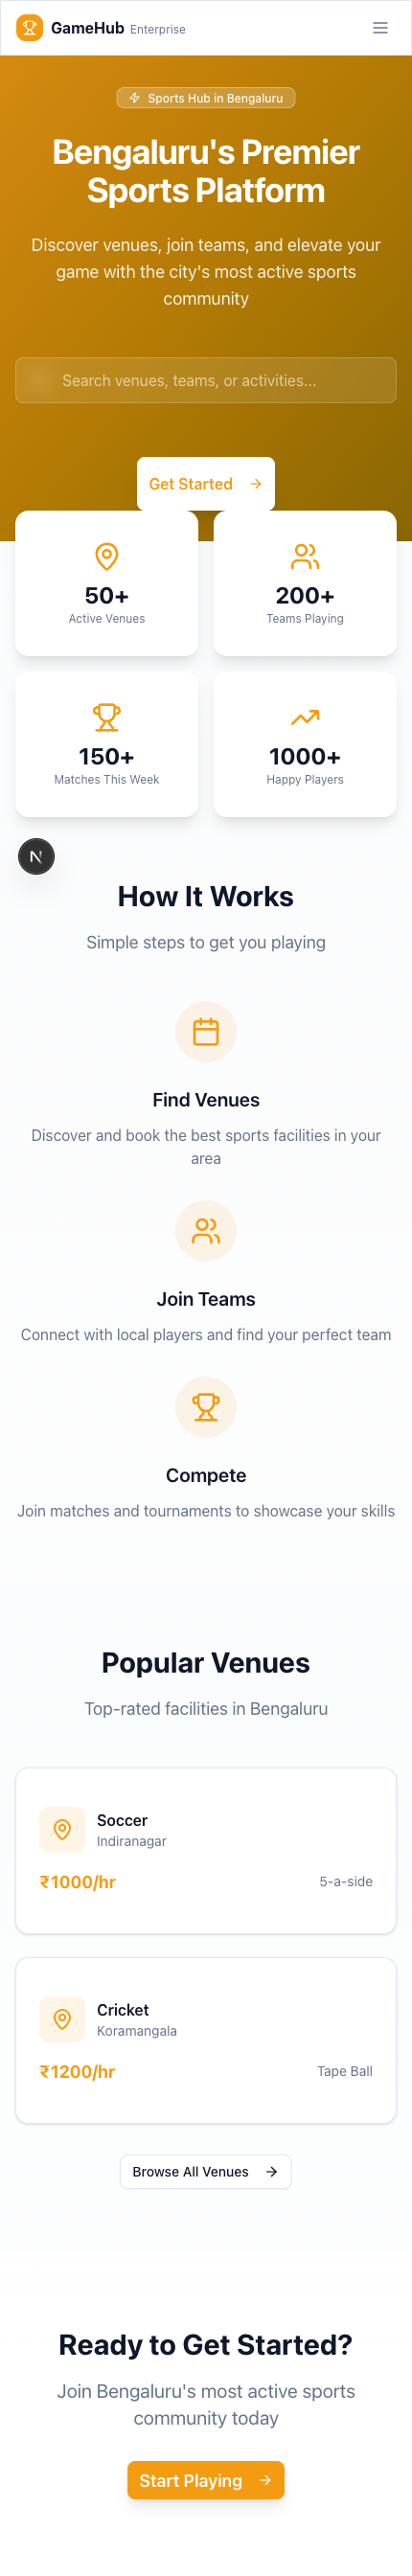 GameHub Enterprise
Sports Hub in Bengaluru
Bengaluru's Premier
Sports Platform
Discover venues, join teams, and elevate your
game with the city's most active sports
community
Search venues, teams, or activities...
Get Started
50+
Active Venues
200+
Teams Playing
150+
Matches This Week
1000+
Happy Players
N
How It Works
Simple steps to get you playing
Find Venues
Discover and book the best sports facilities in your
area
Join Teams
Connect with local players and find your perfect team
Compete
Join matches and tournaments to showcase your skills
Popular Venues
Top-rated facilities in Bengaluru
Soccer
Indiranagar
₹1000/hr
5-a-side
Cricket
Koramangala
₹1200/hr
Tape Ball
Browse All Venues
Ready to Get Started?
Join Bengaluru's most active sports
community today
Start Playing